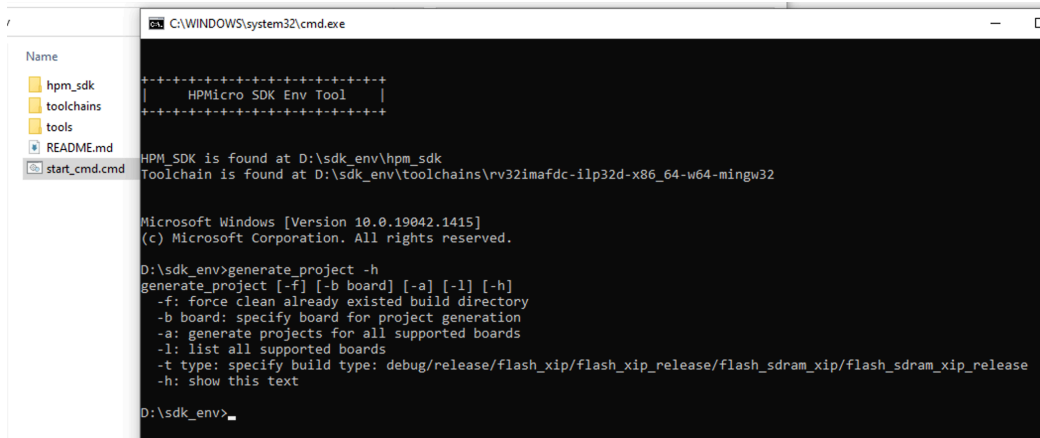 Name
hpm_sdk
toolchains
tools
README.md
start_cmd.cmd
C:\WINDOWS\system32\cmd.exe
+-+-+-+-+-+-+-+-+-+-+-+-+-+-+-+
|     HPMicro SDK Env Tool    |
+-+-+-+-+-+-+-+-+-+-+-+-+-+-+-+
HPM_SDK is found at D:\sdk_env\hpm_sdk
Toolchain is found at D:\sdk_env\toolchains\rv32imafdc-ilp32d-x86_64-w64-mingw32
Microsoft Windows [Version 10.0.19042.1415]
(c) Microsoft Corporation. All rights reserved.
D:\sdk_env>generate_project -h
generate_project [-f] [-b board] [-a] [-l] [-h]
  -f: force clean already existed build directory
  -b board: specify board for project generation
  -a: generate projects for all supported boards
  -l: list all supported boards
  -t type: specify build type: debug/release/flash_xip/flash_xip_release/flash_sdram_xip/flash_sdram_xip_release
  -h: show this text
D:\sdk_env>